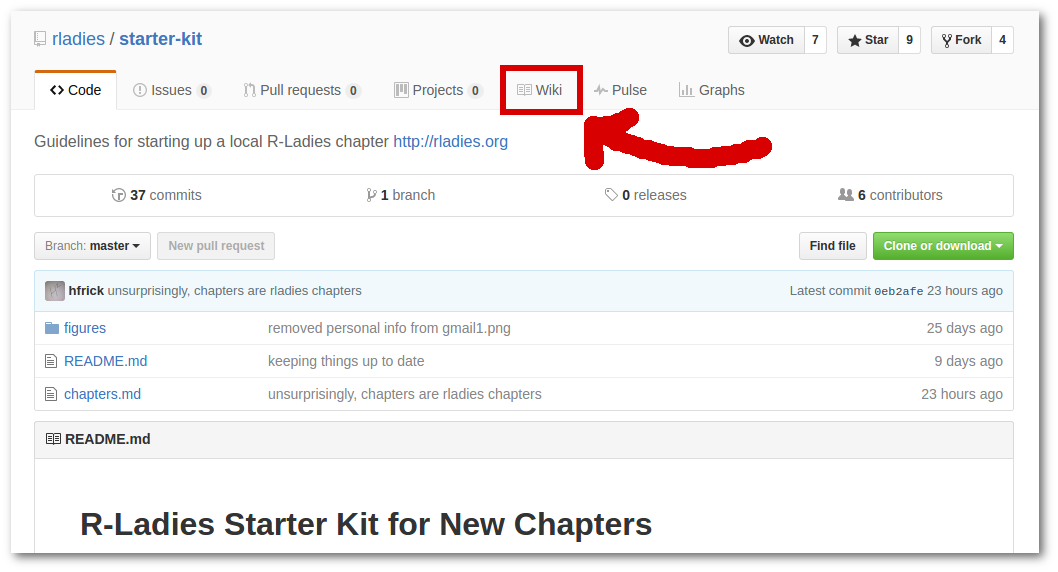 rladies / starter-kit
Watch 7 Star 9 Fork 4
Code Issues 0 Pull requests 0 Projects 0 Wiki Pulse Graphs
Guidelines for starting up a local R-Ladies chapter http://rladies.org
37 commits 1 branch 0 releases 6 contributors
Branch: master New pull request Find file Clone or download
hfrick unsurprisingly, chapters are rladies chapters Latest commit 0eb2afe 23 hours ago
figures removed personal info from gmail1.png 25 days ago
README.md keeping things up to date 9 days ago
chapters.md unsurprisingly, chapters are rladies chapters 23 hours ago
README.md
R-Ladies Starter Kit for New Chapters